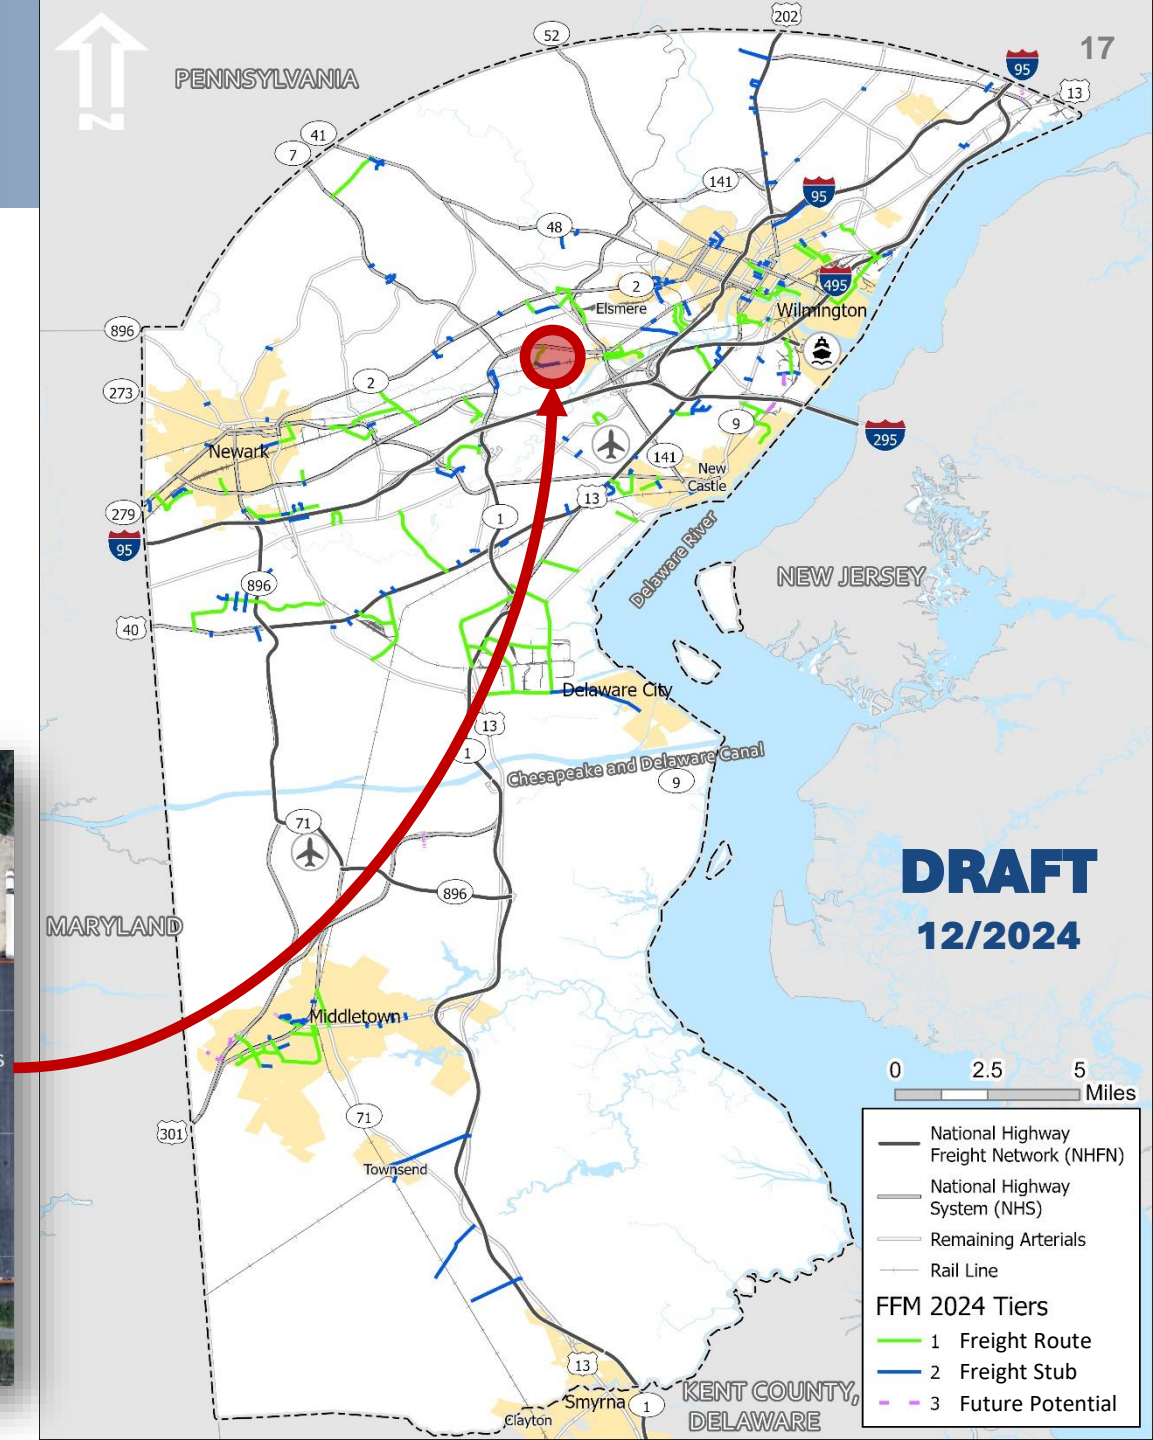 17
PENNSYLVANIA
52
202
95
13
41
7
141
95
48
2
Elsmere
495
Wilmington
896
273
2
Newark
9
295
141
New
Castle
13
279
1
95
Delaware River
NEW JERSEY
896
40
Delaware City
13
1
Chesapeake and Delaware Canal
9
71
896
DRAFT
12/2024
MARYLAND
Middletown
s
71
301
Townsend
13
Smyrna
1
Clayton
KENT COUNTY,
DELAWARE
0 2.5 5
Miles
National Highway
Freight Network (NHFN)
National Highway
System (NHS)
Remaining Arterials
Rail Line
FFM 2024 Tiers
1 Freight Route
2 Freight Stub
3 Future Potential
N